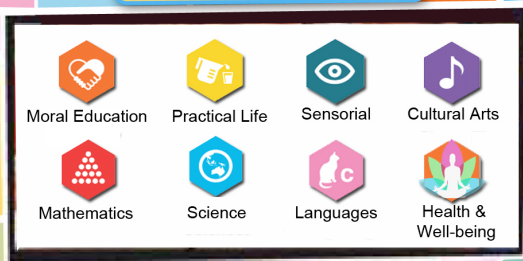 Moral Education
Practical Life
Sensorial
Cultural Arts
C
Mathematics
Science
Languages
Health &
Well-being